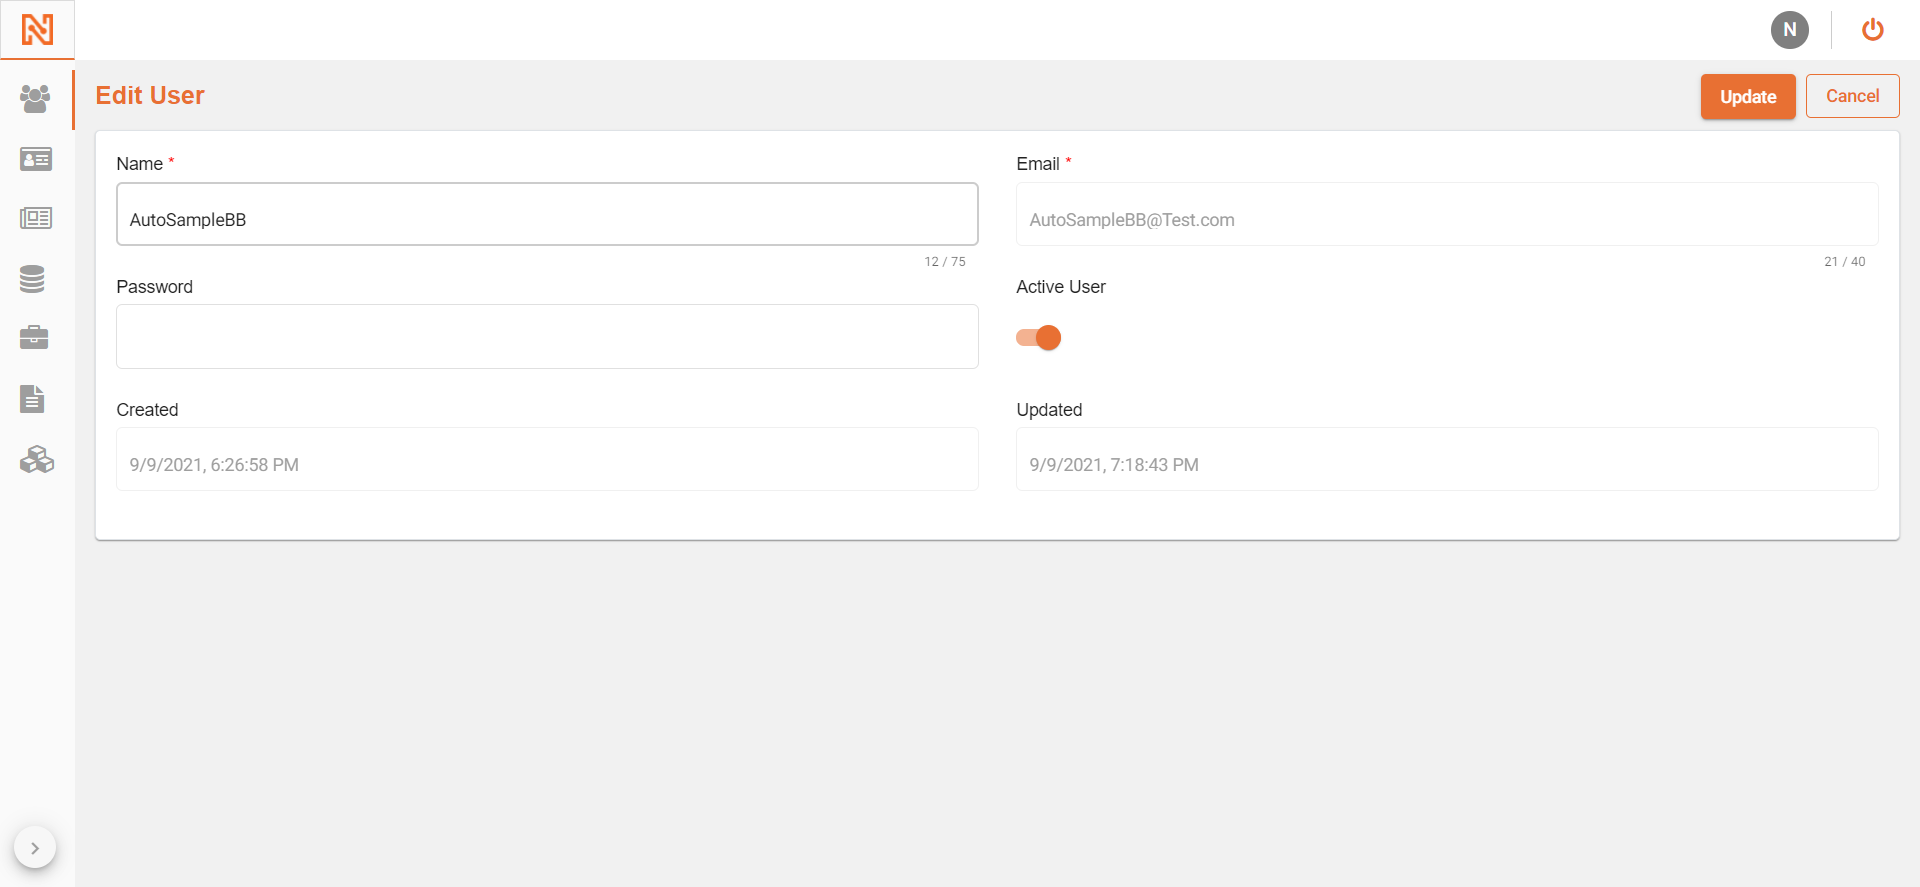 N
Edit User
Update
Cancel
Name *
Email *
AutoSampleBB
AutoSampleBB@Test.com
12 / 75
21 / 40
Password
Active User
Created
Updated
9/9/2021, 6:26:58 PM
9/9/2021, 7:18:43 PM